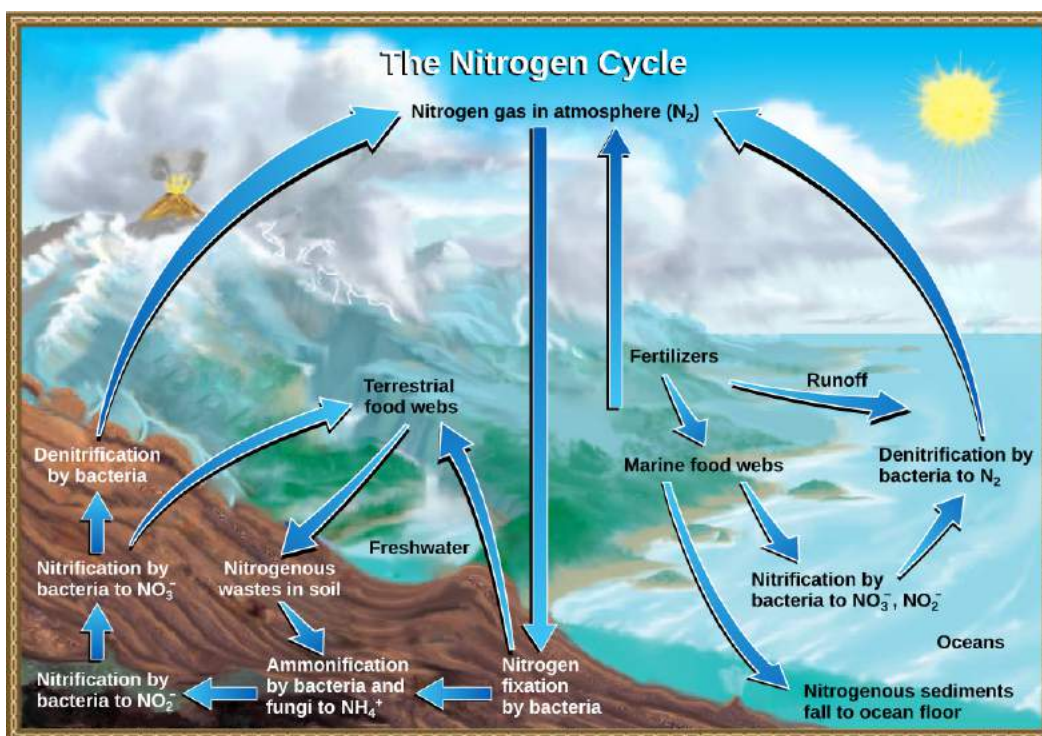 The Nitrogen Cycle
Nitrogen gas in atmosphere (N₂)
Fertilizers
Runoff
Terrestrial
food webs
Denitrification
by bacteria
Marine food webs
Denitrification by
bacteria to N₂
Freshwater
Nitrification by
bacteria to NO₃⁻
Nitrogenous
wastes in soil
Nitrification by
bacteria to NO₃⁻, NO₂⁻
Oceans
Nitrification by
bacteria to NO₂⁻
Ammonification
by bacteria and
fungi to NH₄⁺
Nitrogen
fixation
by bacteria
Nitrogenous sediments
fall to ocean floor